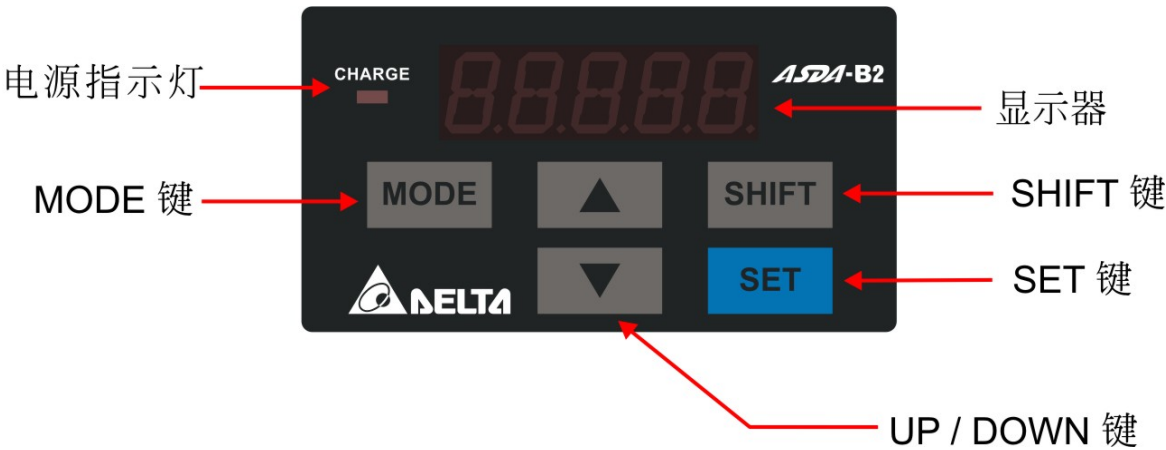 电源指示灯
CHARGE
88888
ASDA-B2
显示器
MODE 键
MODE
SHIFT
SHIFT 键
DELTA
SET
SET 键
UP / DOWN 键